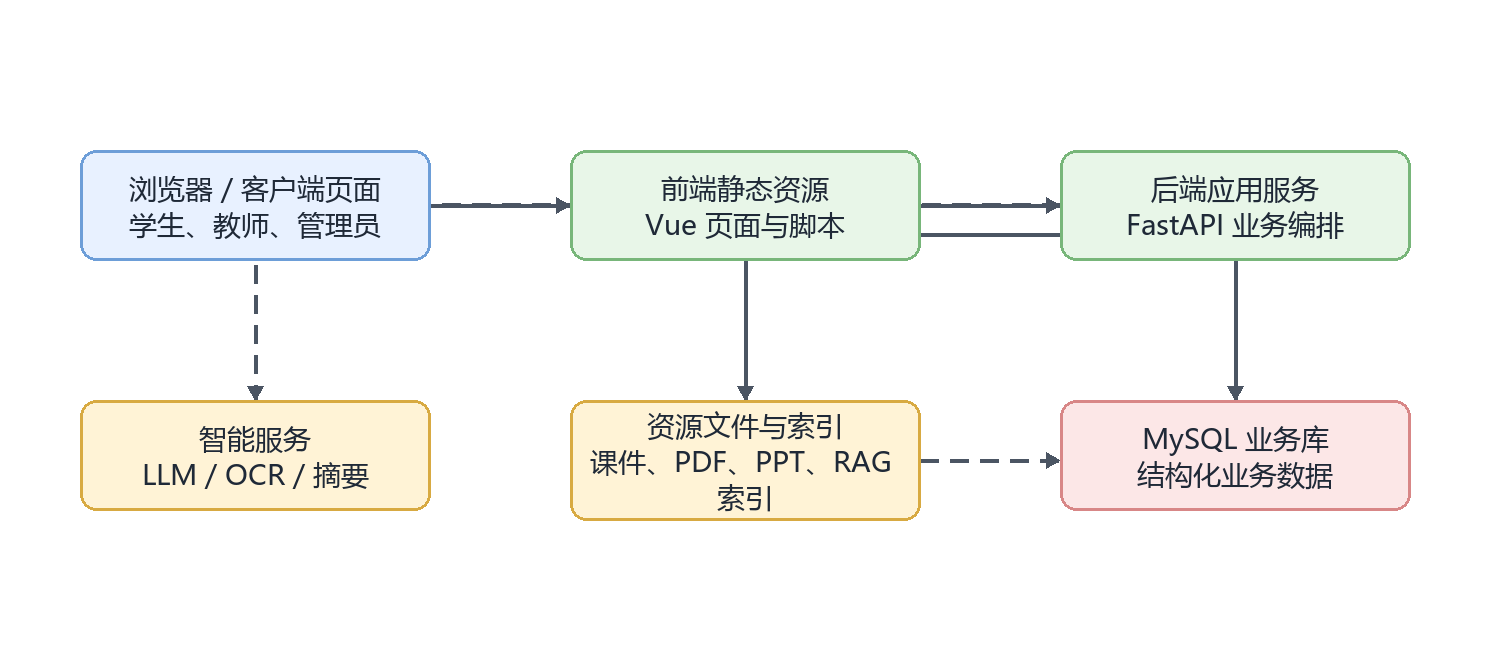 浏览器 / 客户端页面
学生、教师、管理员
前端静态资源
Vue 页面与脚本
后端应用服务
FastAPI 业务编排
智能服务
LLM / OCR / 摘要
资源文件与索引
课件、PDF、PPT、RAG
索引
MySQL 业务库
结构化业务数据